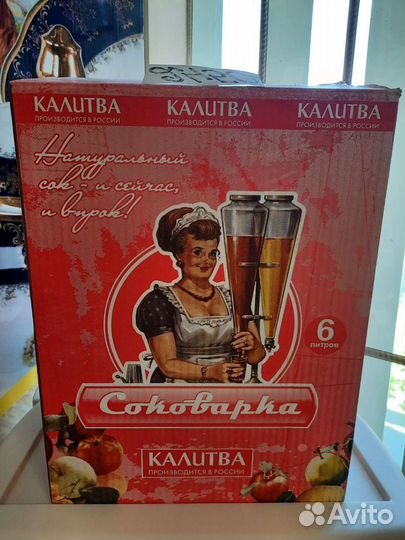 КАЛИТВА
ПРОИЗВОДИТСЯ В РОССИИ
КАЛИТВА
ПРОИЗВОДИТСЯ В РОССИИ
КАЛИТВА
ПРОИЗВОДИТСЯ В РОССИИ
Натуральный
сок - и сейчас,
и впрок!
6
литров
Соковарка
КАЛИТВА
ПРОИЗВОДИТСЯ В РОССИИ
Avito